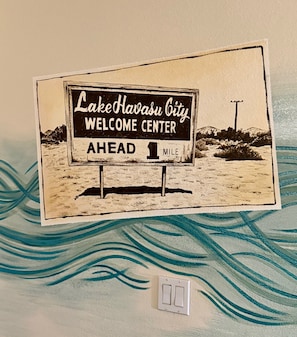 Lake Havasu City
WELCOME CENTER
AHEAD 1 MILE